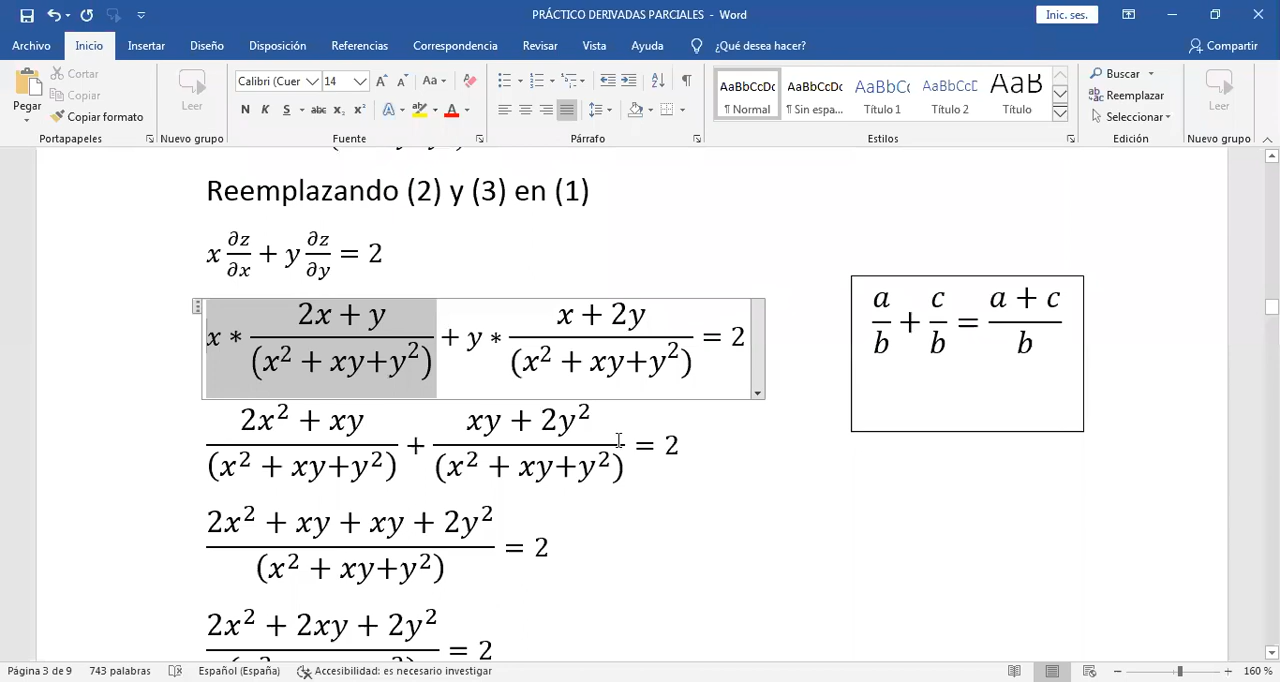 PRÁCTICO DERIVADAS PARCIALES - Word
Inic. ses.
Archivo Inicio Insertar Diseño Disposición Referencias Correspondencia Revisar Vista Ayuda ¿Qué desea hacer? Compartir
Pegar
Cortar
Copiar
Copiar formato
Leer
Calibri (Cuer 14
N K S abc x₂ x²
AaBbCcDc AaBbCcDc AaBbCc AaBbCcD AaB
¶ Normal ¶ Sin espa... Título 1 Título 2 Título
Buscar
Reemplazar
Seleccionar
Leer
Portapapeles Nuevo grupo Fuente Párrafo Estilos Edición Nuevo grupo
Reemplazando (2) y (3) en (1)
x ∂z/∂x + y ∂z/∂y = 2
x * (2x + y)/(x² + xy+y²) + y * (x + 2y)/(x² + xy+y²) = 2
a/b + c/b = (a + c)/b
(2x² + xy)/(x² + xy+y²) + (xy + 2y²)/(x² + xy+y²) = 2
(2x² + xy + xy + 2y²)/(x² + xy+y²) = 2
2x² + 2xy + 2y²
= 2
Página 3 de 9 743 palabras Español (España) Accesibilidad: es necesario investigar 160 %